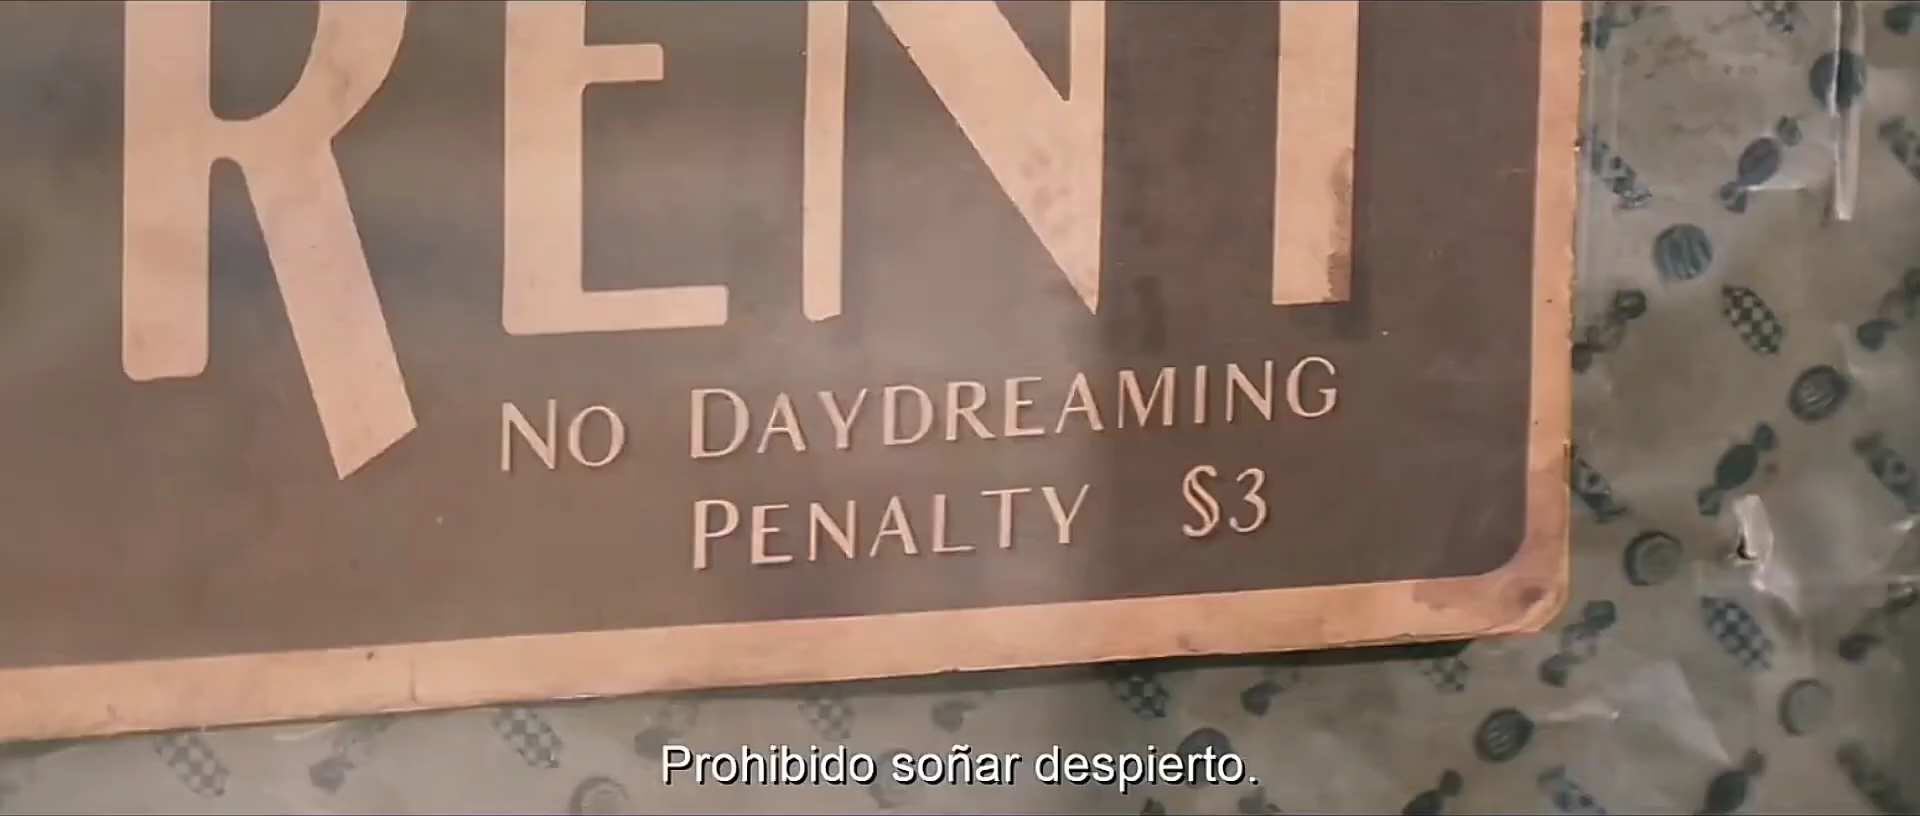 RENT
NO DAYDREAMING
PENALTY $3
Prohibido soñar despierto.